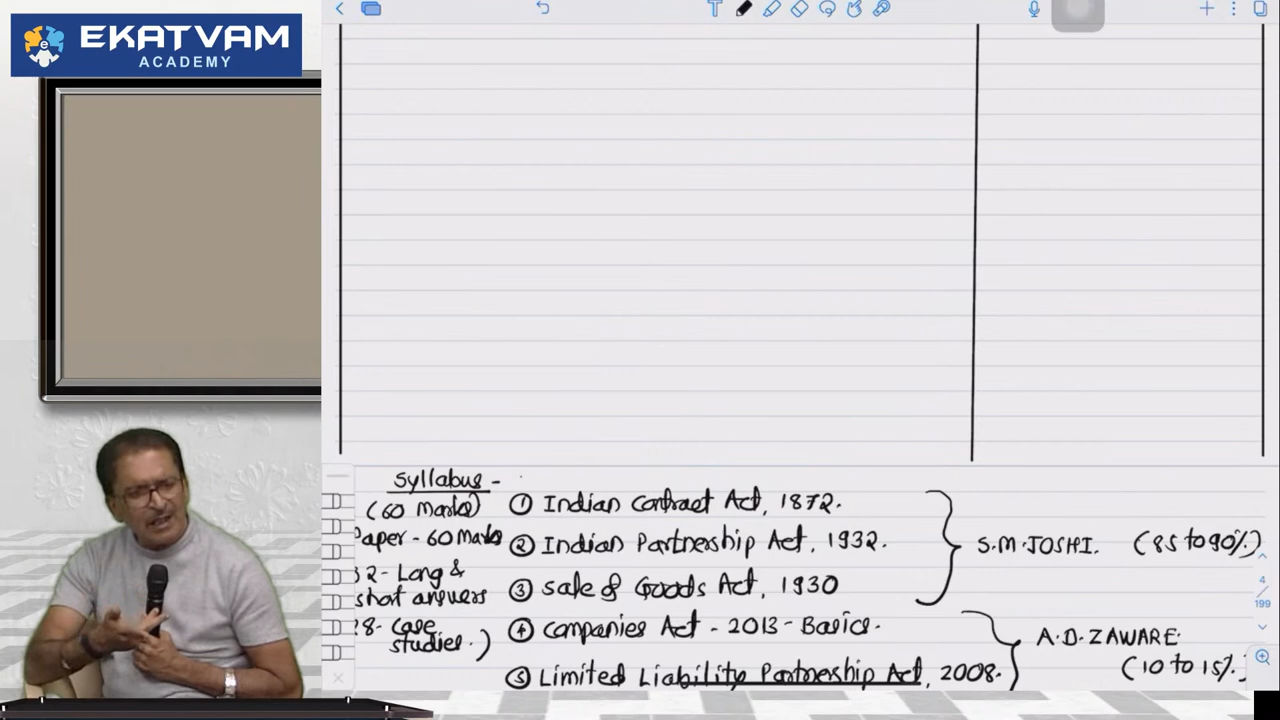 EKATVAM
ACADEMY
Syllabus -
(60 Marks)
Paper - 60 Marks
32 - Long &
short answers
28 - case
studies.)
① Indian Contract Act, 1872.
② Indian Partnership Act, 1932.
③ Sale of Goods Act, 1930
④ Companies Act - 2013 - Basics.
⑤ Limited Liability Partnership Act, 2008.
S.M.JOSHI. (85 to 90%)
A.D.ZAWARE.
(10 to 15%)
4
199